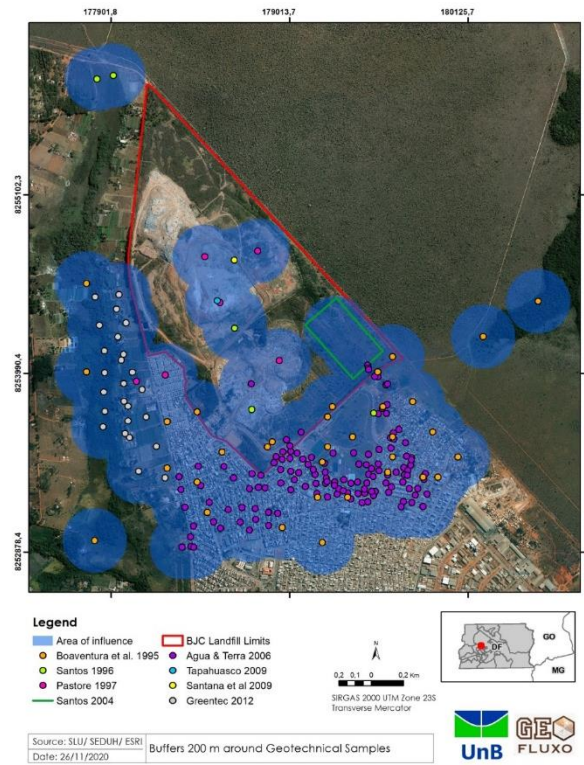 177901,8 179013,7 180125,7
8255102,3
8253990,4
8252878,4
Legend
Area of influence
BJC Landfill Limits
Boaventura et al. 1995
Agua & Terra 2006
Santos 1996
Tapahuasco 2009
Pastore 1997
Santana et al 2009
Santos 2004
Greentec 2012
N
0,2 0,1 0 0,2 Km
SIRGAS 2000 UTM Zone 23S
Transverse Mercator
GO
DF
MG
Source: SLU/ SEDUH/ ESRI
Date: 26/11/2020
Buffers 200 m around Geotechnical Samples
UnB
GEO
FLUXO